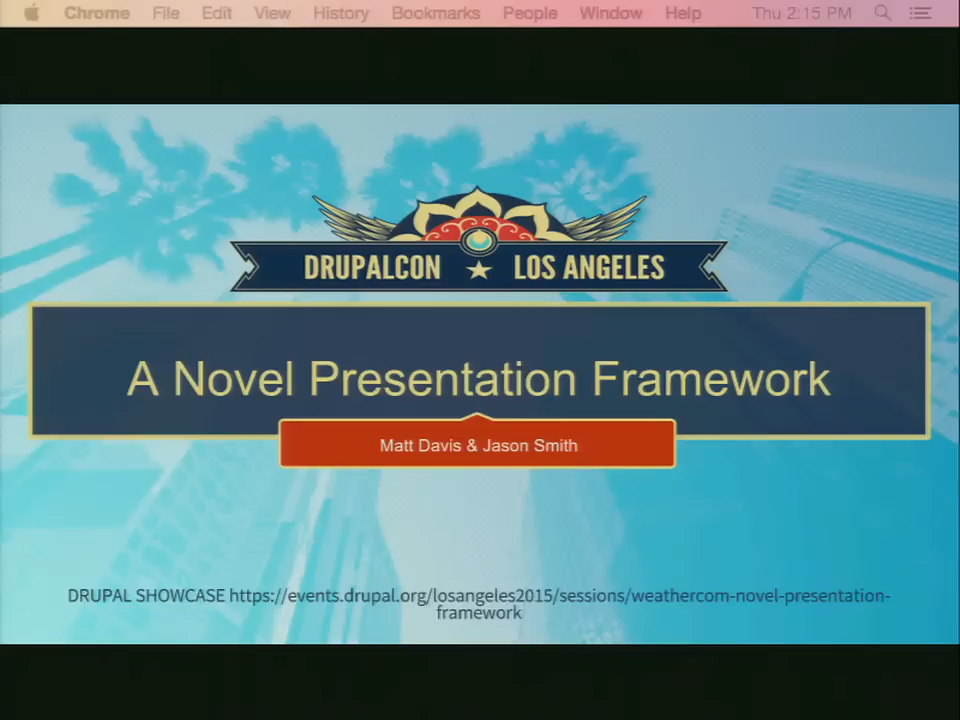 Chrome File Edit View History Bookmarks People Window Help Thu 2:15 PM
DRUPALCON ★ LOS ANGELES
A Novel Presentation Framework
Matt Davis & Jason Smith
DRUPAL SHOWCASE https://events.drupal.org/losangeles2015/sessions/weathercom-novel-presentation-
framework